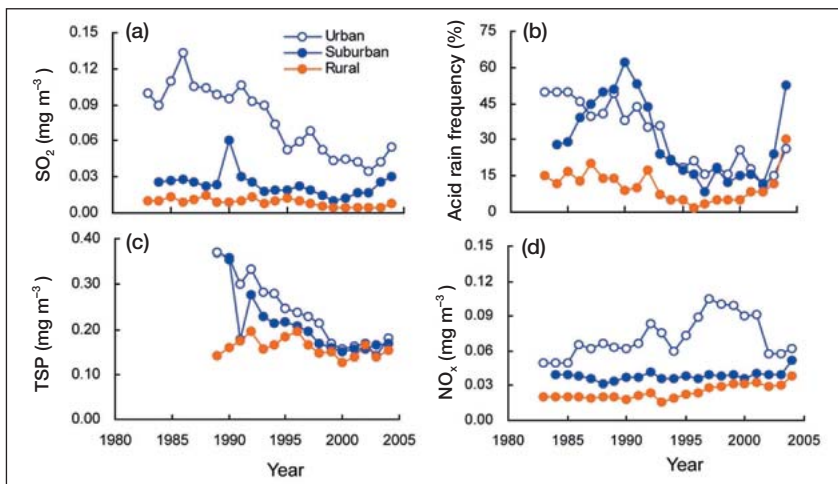 (a)
SO₂ (mg m⁻³)
0.15
0.12
0.09
0.06
0.03
0.00
Urban
Suburban
Rural
(b)
Acid rain frequency (%)
75
60
45
30
15
0
(c)
TSP (mg m⁻³)
0.40
0.30
0.20
0.10
0.00
1980 1985 1990 1995 2000 2005
Year
(d)
NOₓ (mg m⁻³)
0.15
0.12
0.09
0.06
0.03
0.00
1980 1985 1990 1995 2000 2005
Year